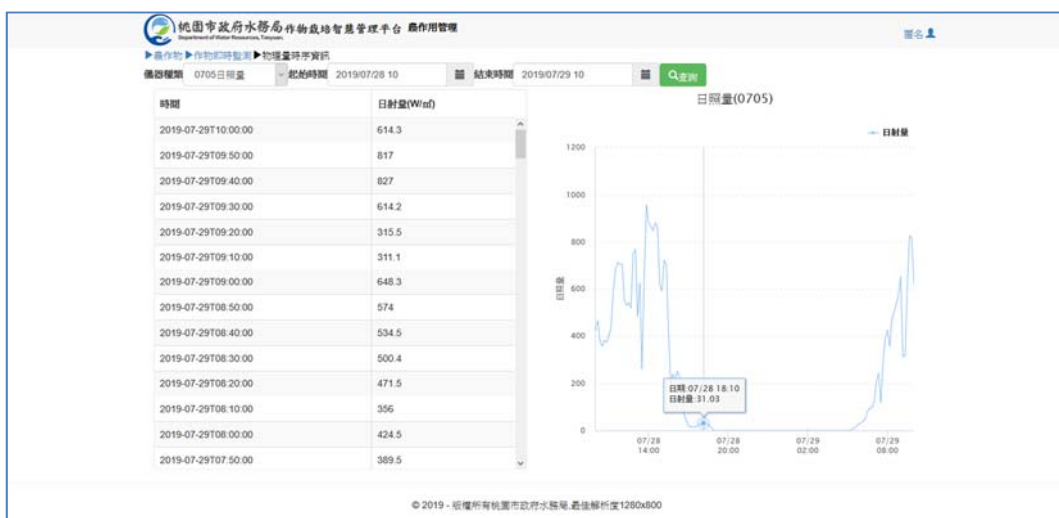 桃園市政府水務局作物栽培智慧管理平台 農作用管理
Department of Water Resources, Taoyuan.
匿名
▶農作物▶作物即時監測▶物理量時序資訊
儀器種類 0705日照量 起始時間 2019/07/28 10 結束時間 2019/07/29 10 查詢
時間 日射量(W/㎡)
2019-07-29T10:00:00 614.3
2019-07-29T09:50:00 817
2019-07-29T09:40:00 827
2019-07-29T09:30:00 614.2
2019-07-29T09:20:00 315.5
2019-07-29T09:10:00 311.1
2019-07-29T09:00:00 648.3
2019-07-29T08:50:00 574
2019-07-29T08:40:00 534.5
2019-07-29T08:30:00 500.4
2019-07-29T08:20:00 471.5
2019-07-29T08:10:00 356
2019-07-29T08:00:00 424.5
2019-07-29T07:50:00 389.5
日照量(0705)
日射量
1200
1000
800
600
400
200
0
日照量
日期:07/28 18:10
日射量:31.03
07/28 07/28 07/29 07/29
14:00 20:00 02:00 08:00
© 2019 - 版權所有桃園市政府水務局,最佳解析度1280x800